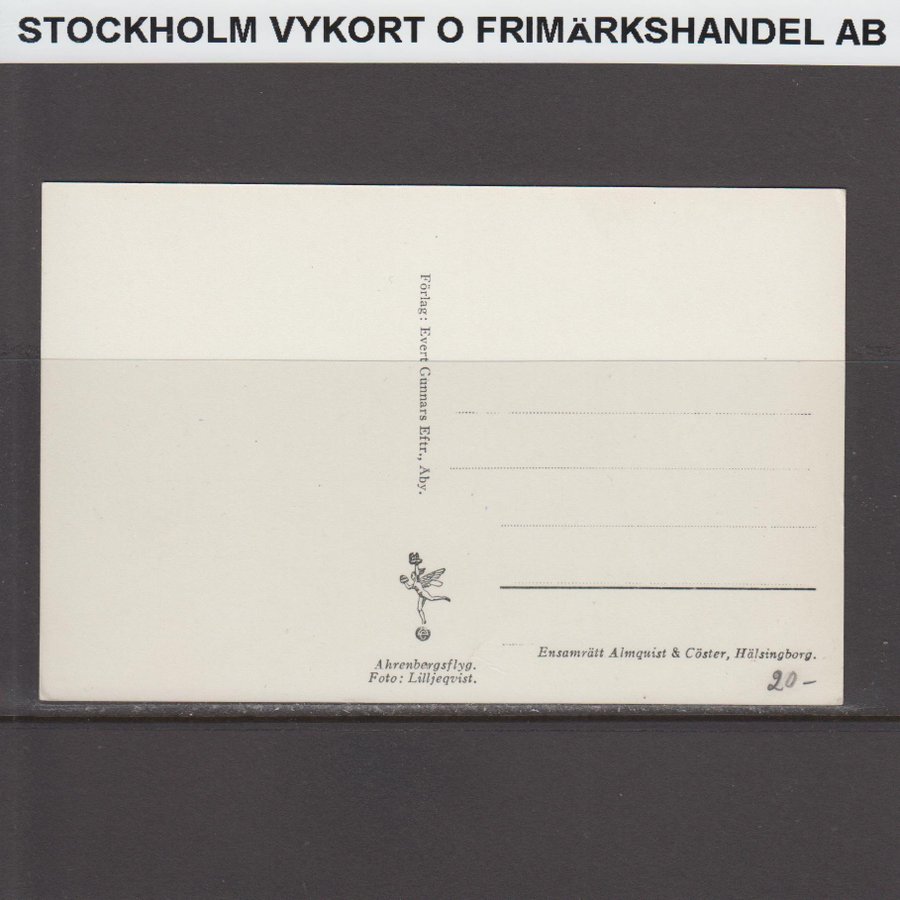 STOCKHOLM VYKORT O FRIMÄRKSHANDEL AB
Förlag: Evert Gunnars Eftr., Åby.
Ahrenbergsflyg.
Foto: Lilljeqvist.
Ensamrätt Almquist & Cöster, Hälsingborg.
20-